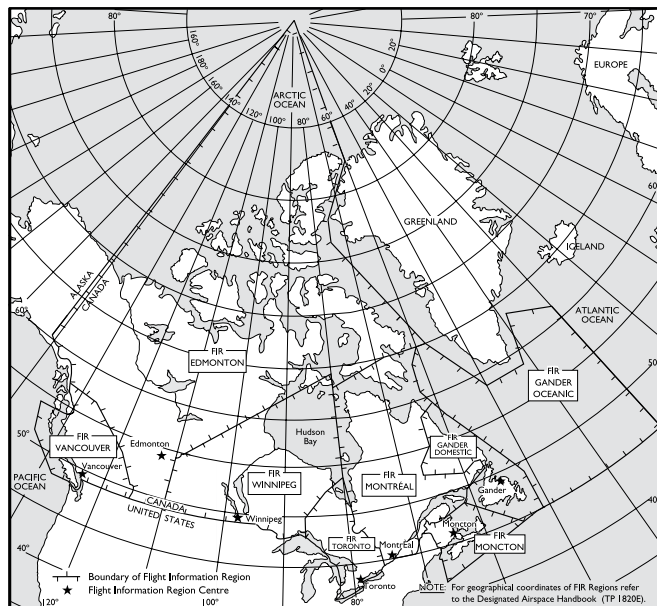 160°
180°
160°
140°
120°
100°
80°
60°
40°
20°
0°
20°
80°
70°
60°
EUROPE
ARCTIC
OCEAN
GREENLAND
ICELAND
ATLANTIC
OCEAN
ALASKA
CANADA
60°
50°
40°
FIR
EDMONTON
FIR
GANDER
OCEANIC
FIR
VANCOUVER
Edmonton
Vancouver
PACIFIC
OCEAN
Hudson
Bay
FIR
WINNIPEG
FIR
MONTRÉAL
FIR
GANDER
DOMESTIC
Gander
CANADA
UNITED STATES
Winnipeg
FIR
TORONTO
Montréal
Moncton
FIR
MONCTON
Toronto
Boundary of Flight Information Region
Flight Information Region Centre
120°
80°
NOTE: For geographical coordinates of FIR Regions refer
to the Designated Airspace Handbook (TP 1820E).